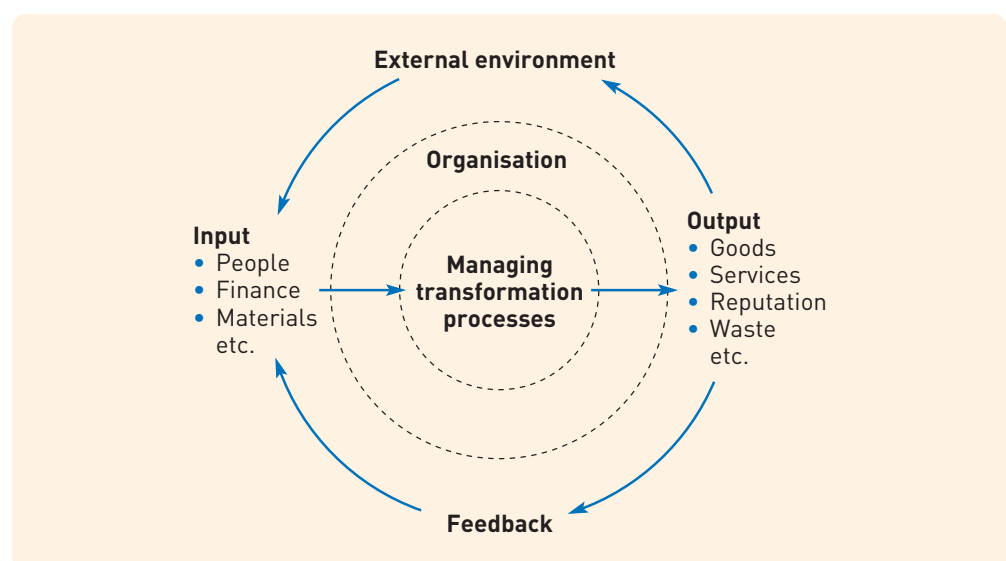 External environment
Organisation
Input
• People
• Finance
• Materials
etc.
Managing
transformation
processes
Output
• Goods
• Services
• Reputation
• Waste
etc.
Feedback